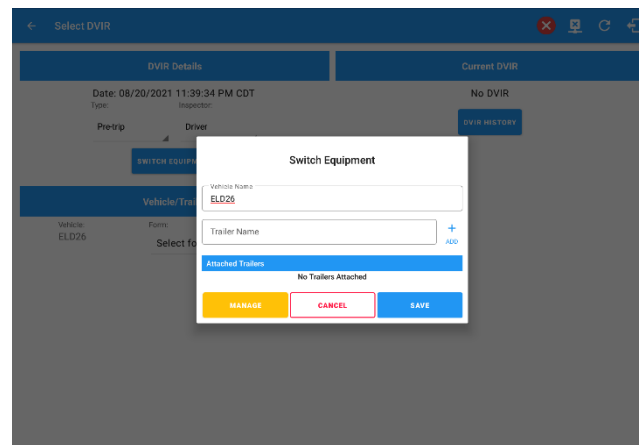 Select DVIR
DVIR Details
Current DVIR
Date: 08/20/2021 11:39:34 PM CDT
No DVIR
Type:
Inspector:
Pre-trip
Driver
DVIR HISTORY
SWITCH EQUIPM
Switch Equipment
Vehicle Name
ELD26
Vehicle/Trai
Vehicle:
Form:
ELD26
Select fo
Trailer Name
ADD
Attached Trailers
No Trailers Attached
MANAGE
CANCEL
SAVE